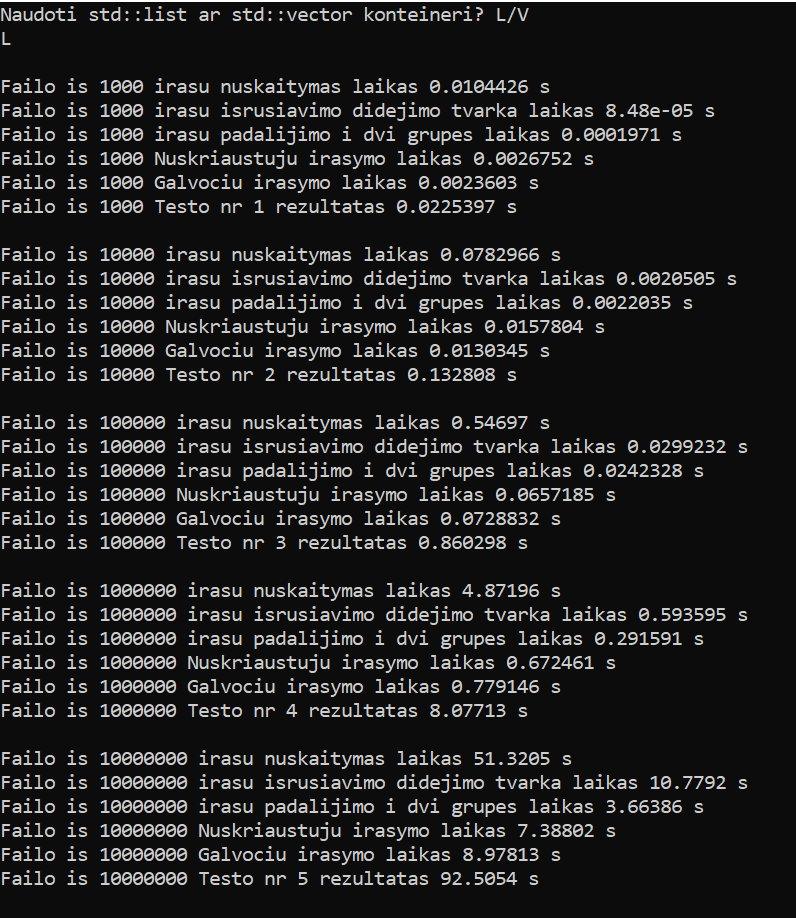 Naudoti std::list ar std::vector konteineri? L/V
L
Failo is 1000 irasu nuskaitymas laikas 0.0104426 s
Failo is 1000 irasu isrusiavimo didejimo tvarka laikas 8.48e-05 s
Failo is 1000 irasu padalijimo i dvi grupes laikas 0.0001971 s
Failo is 1000 Nuskriaustuju irasymo laikas 0.0026752 s
Failo is 1000 Galvociu irasymo laikas 0.0023603 s
Failo is 1000 Testo nr 1 rezultatas 0.0225397 s
Failo is 10000 irasu nuskaitymas laikas 0.0782966 s
Failo is 10000 irasu isrusiavimo didejimo tvarka laikas 0.0020505 s
Failo is 10000 irasu padalijimo i dvi grupes laikas 0.0022035 s
Failo is 10000 Nuskriaustuju irasymo laikas 0.0157804 s
Failo is 10000 Galvociu irasymo laikas 0.0130345 s
Failo is 10000 Testo nr 2 rezultatas 0.132808 s
Failo is 100000 irasu nuskaitymas laikas 0.54697 s
Failo is 100000 irasu isrusiavimo didejimo tvarka laikas 0.0299232 s
Failo is 100000 irasu padalijimo i dvi grupes laikas 0.0242328 s
Failo is 100000 Nuskriaustuju irasymo laikas 0.0657185 s
Failo is 100000 Galvociu irasymo laikas 0.0728832 s
Failo is 100000 Testo nr 3 rezultatas 0.860298 s
Failo is 1000000 irasu nuskaitymas laikas 4.87196 s
Failo is 1000000 irasu isrusiavimo didejimo tvarka laikas 0.593595 s
Failo is 1000000 irasu padalijimo i dvi grupes laikas 0.291591 s
Failo is 1000000 Nuskriaustuju irasymo laikas 0.672461 s
Failo is 1000000 Galvociu irasymo laikas 0.779146 s
Failo is 1000000 Testo nr 4 rezultatas 8.07713 s
Failo is 10000000 irasu nuskaitymas laikas 51.3205 s
Failo is 10000000 irasu isrusiavimo didejimo tvarka laikas 10.7792 s
Failo is 10000000 irasu padalijimo i dvi grupes laikas 3.66386 s
Failo is 10000000 Nuskriaustuju irasymo laikas 7.38802 s
Failo is 10000000 Galvociu irasymo laikas 8.97813 s
Failo is 10000000 Testo nr 5 rezultatas 92.5054 s